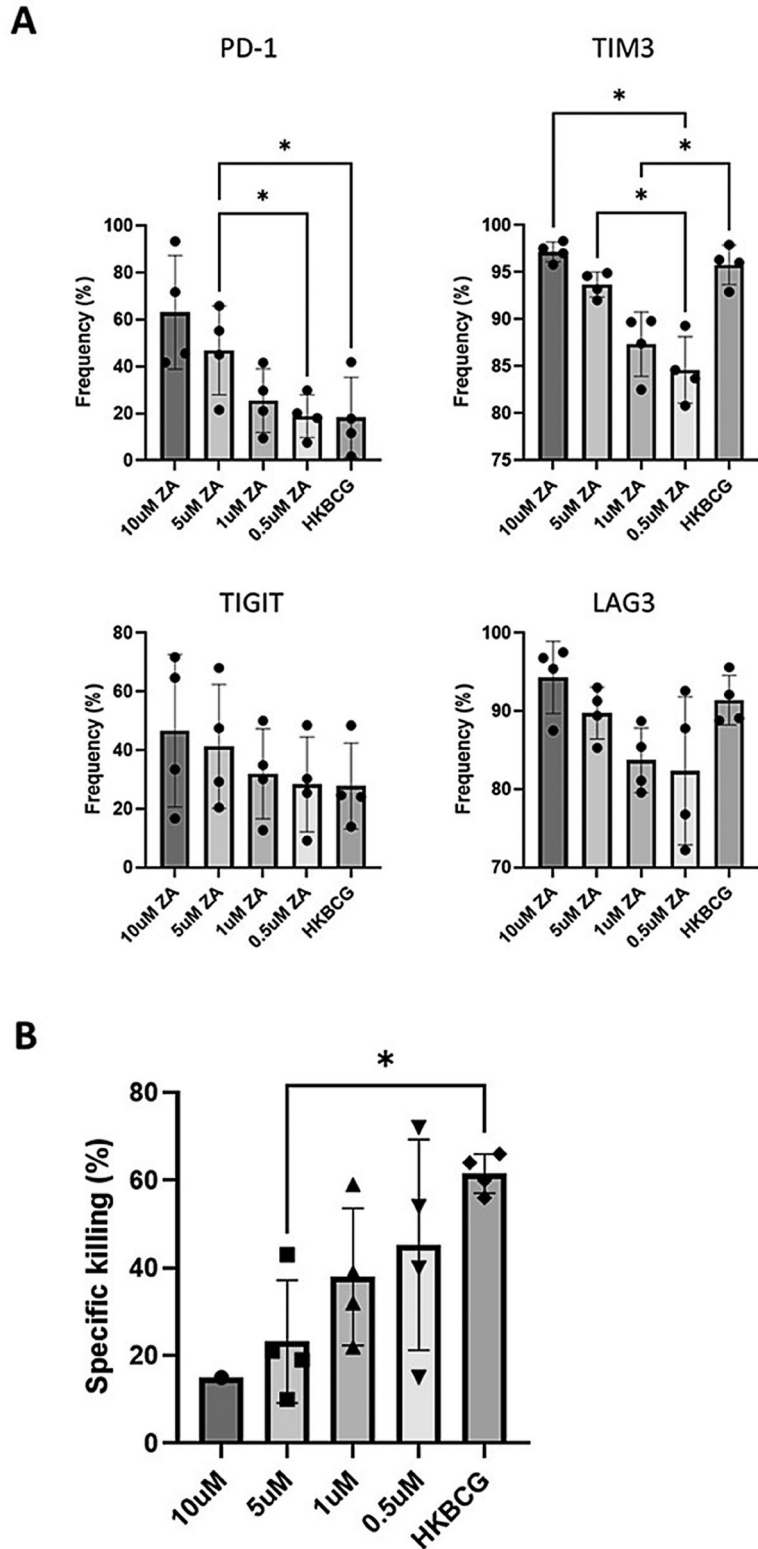 A
PD-1
TIM3
*
*
*
*
*
Frequency (%)
100
80
60
40
20
0
10uM ZA
5uM ZA
1uM ZA
0.5uM ZA
HKBCG
Frequency (%)
100
95
90
85
80
75
10uM ZA
5uM ZA
1uM ZA
0.5uM ZA
HKBCG
TIGIT
LAG3
Frequency (%)
80
60
40
20
0
10uM ZA
5uM ZA
1uM ZA
0.5uM ZA
HKBCG
Frequency (%)
100
90
80
70
10uM ZA
5uM ZA
1uM ZA
0.5uM ZA
HKBCG
B
*
Specific killing (%)
80
60
40
20
0
10uM
5uM
1uM
0.5uM
HKBCG